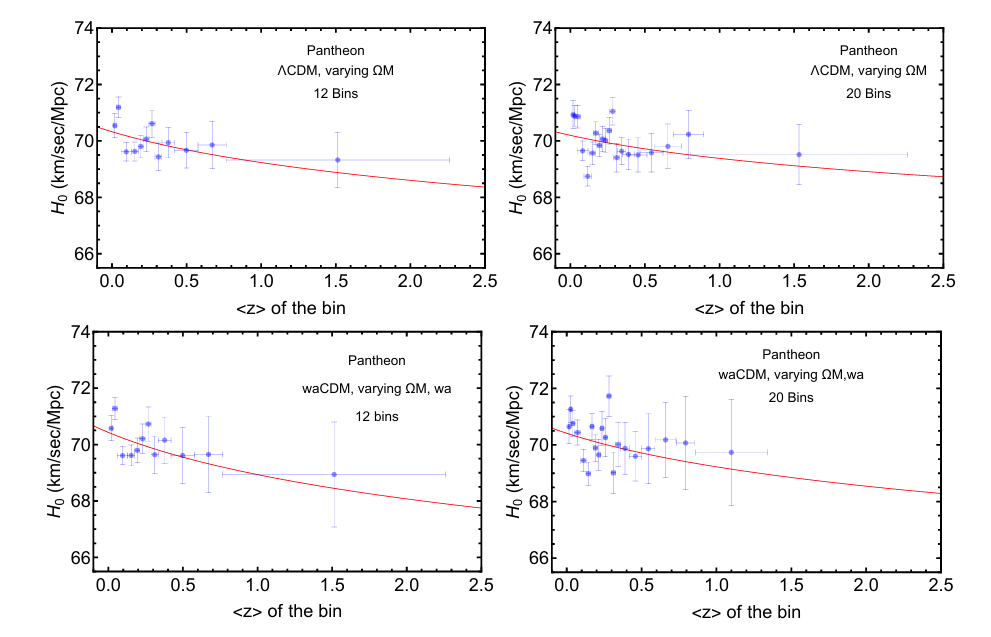 74
72
70
68
66
H0 (km/sec/Mpc)
Pantheon
ΛCDM, varying ΩM
12 Bins
0.0 0.5 1.0 1.5 2.0 2.5
<z> of the bin
74
72
70
68
66
H0 (km/sec/Mpc)
Pantheon
ΛCDM, varying ΩM
20 Bins
0.0 0.5 1.0 1.5 2.0 2.5
<z> of the bin
74
72
70
68
66
H0 (km/sec/Mpc)
Pantheon
waCDM, varying ΩM, wa
12 bins
0.0 0.5 1.0 1.5 2.0 2.5
<z> of the bin
74
72
70
68
66
H0 (km/sec/Mpc)
Pantheon
waCDM, varying ΩM,wa
20 Bins
0.0 0.5 1.0 1.5 2.0 2.5
<z> of the bin